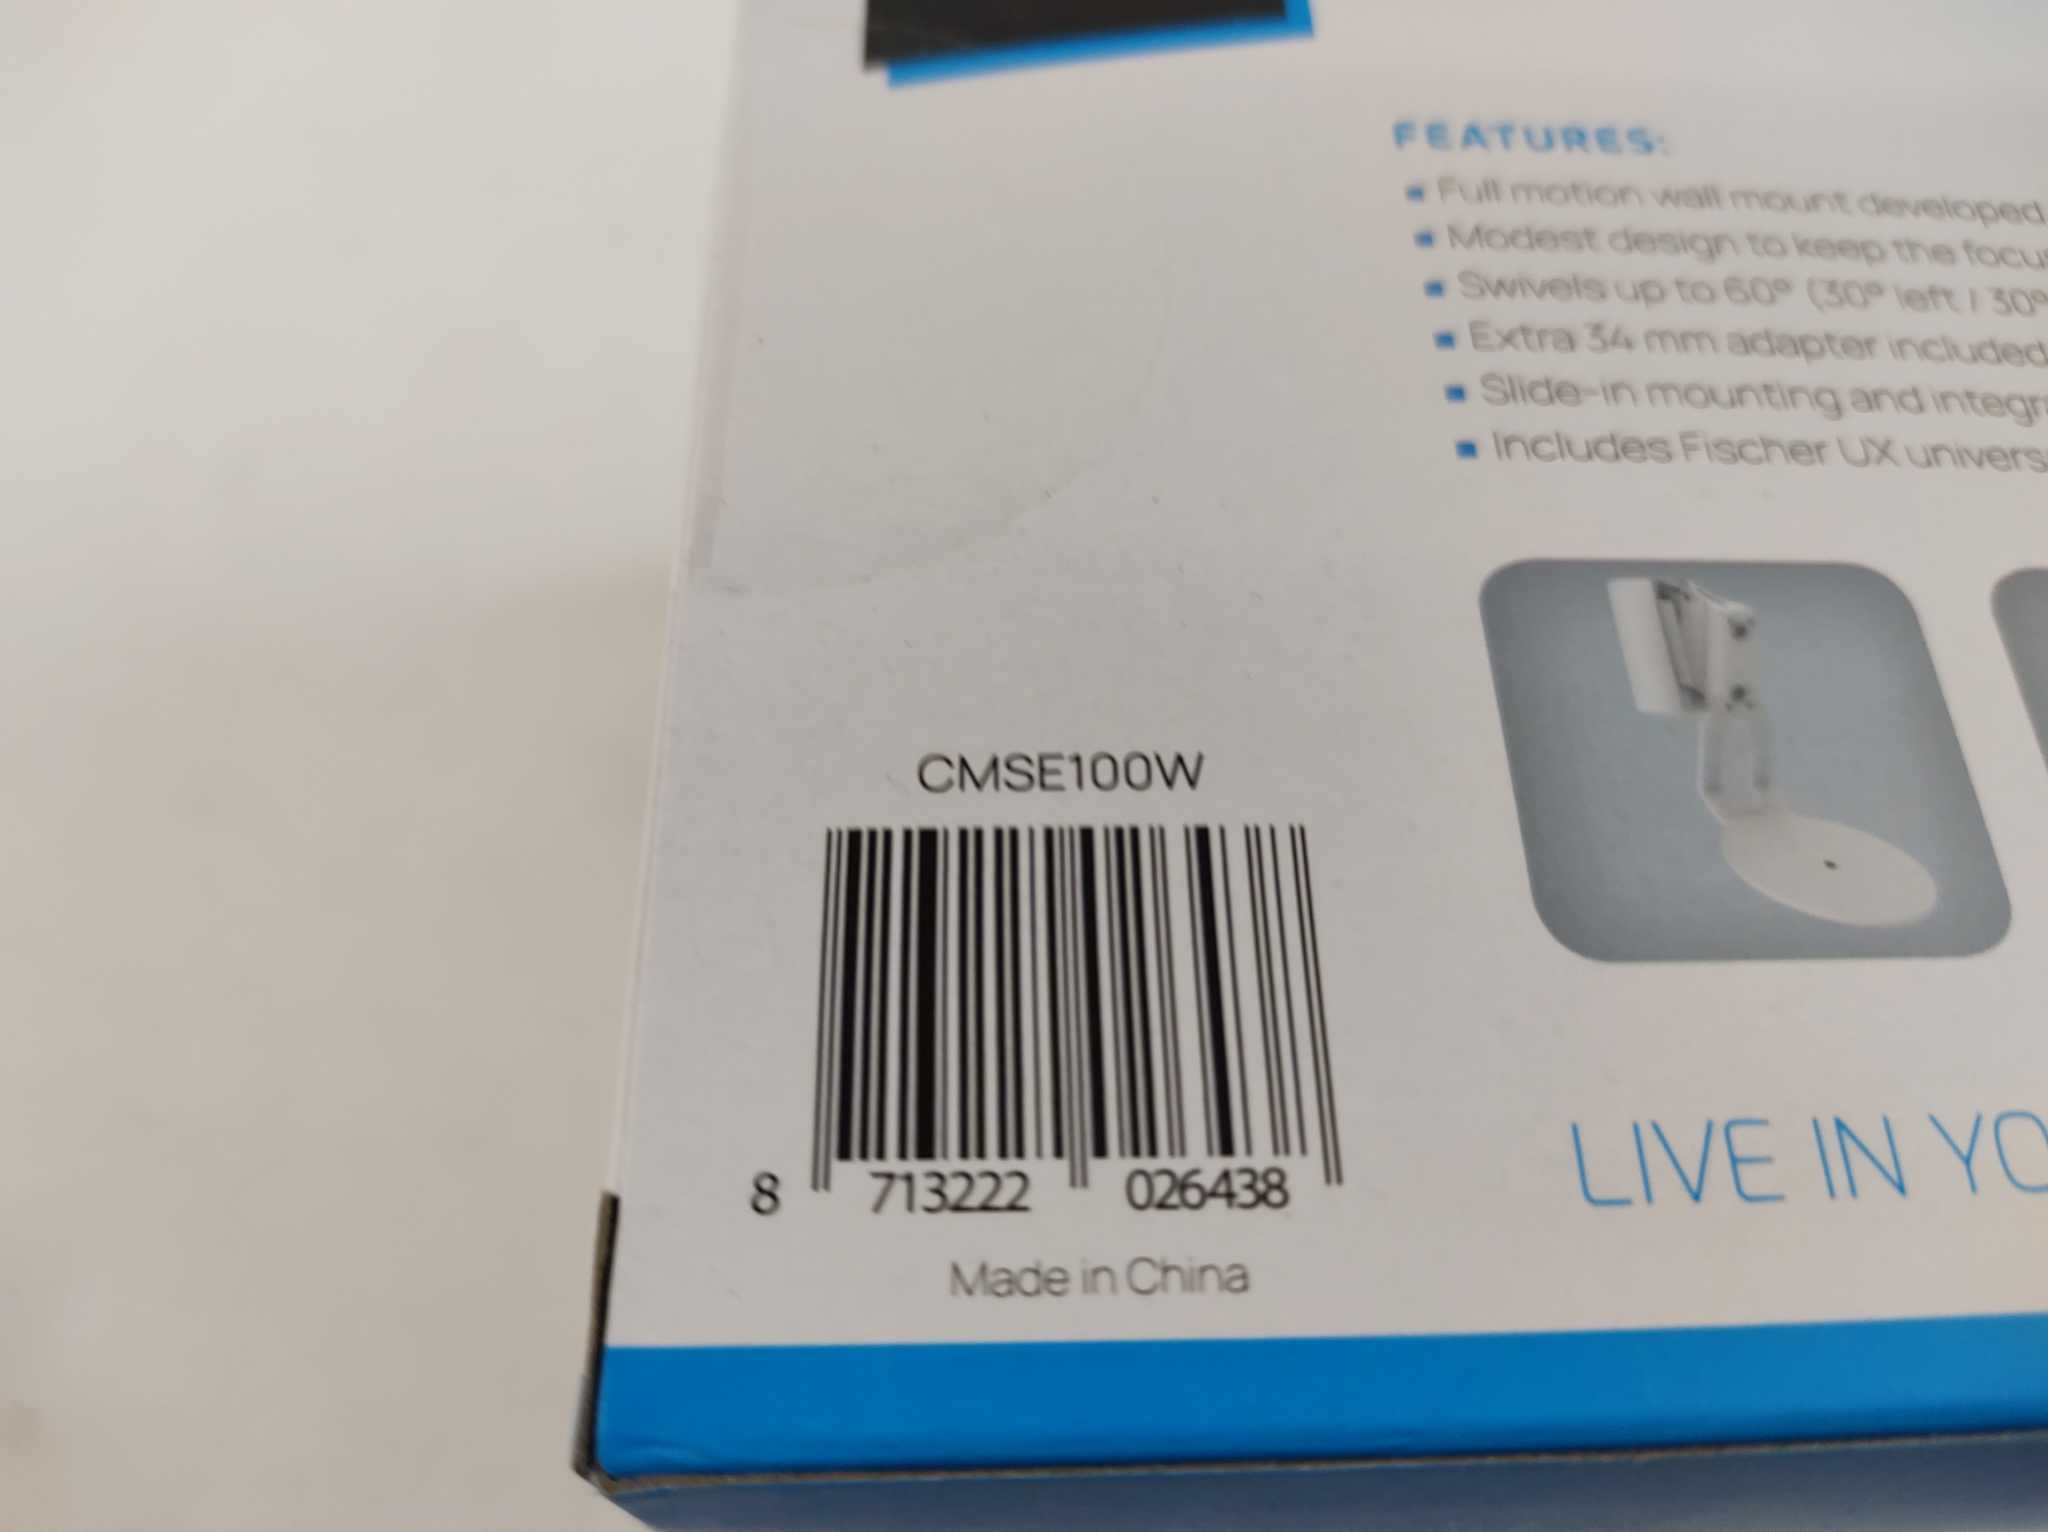 FEATURES:
▪ Full motion wall mount developed
▪ Modest design to keep the focu
▪ Swivels up to 60° (30° left / 30°
▪ Extra 34 mm adapter included
▪ Slide-in mounting and integr
▪ Includes Fischer UX univers
CMSE100W
8 713222 026438
Made in China
LIVE IN YO